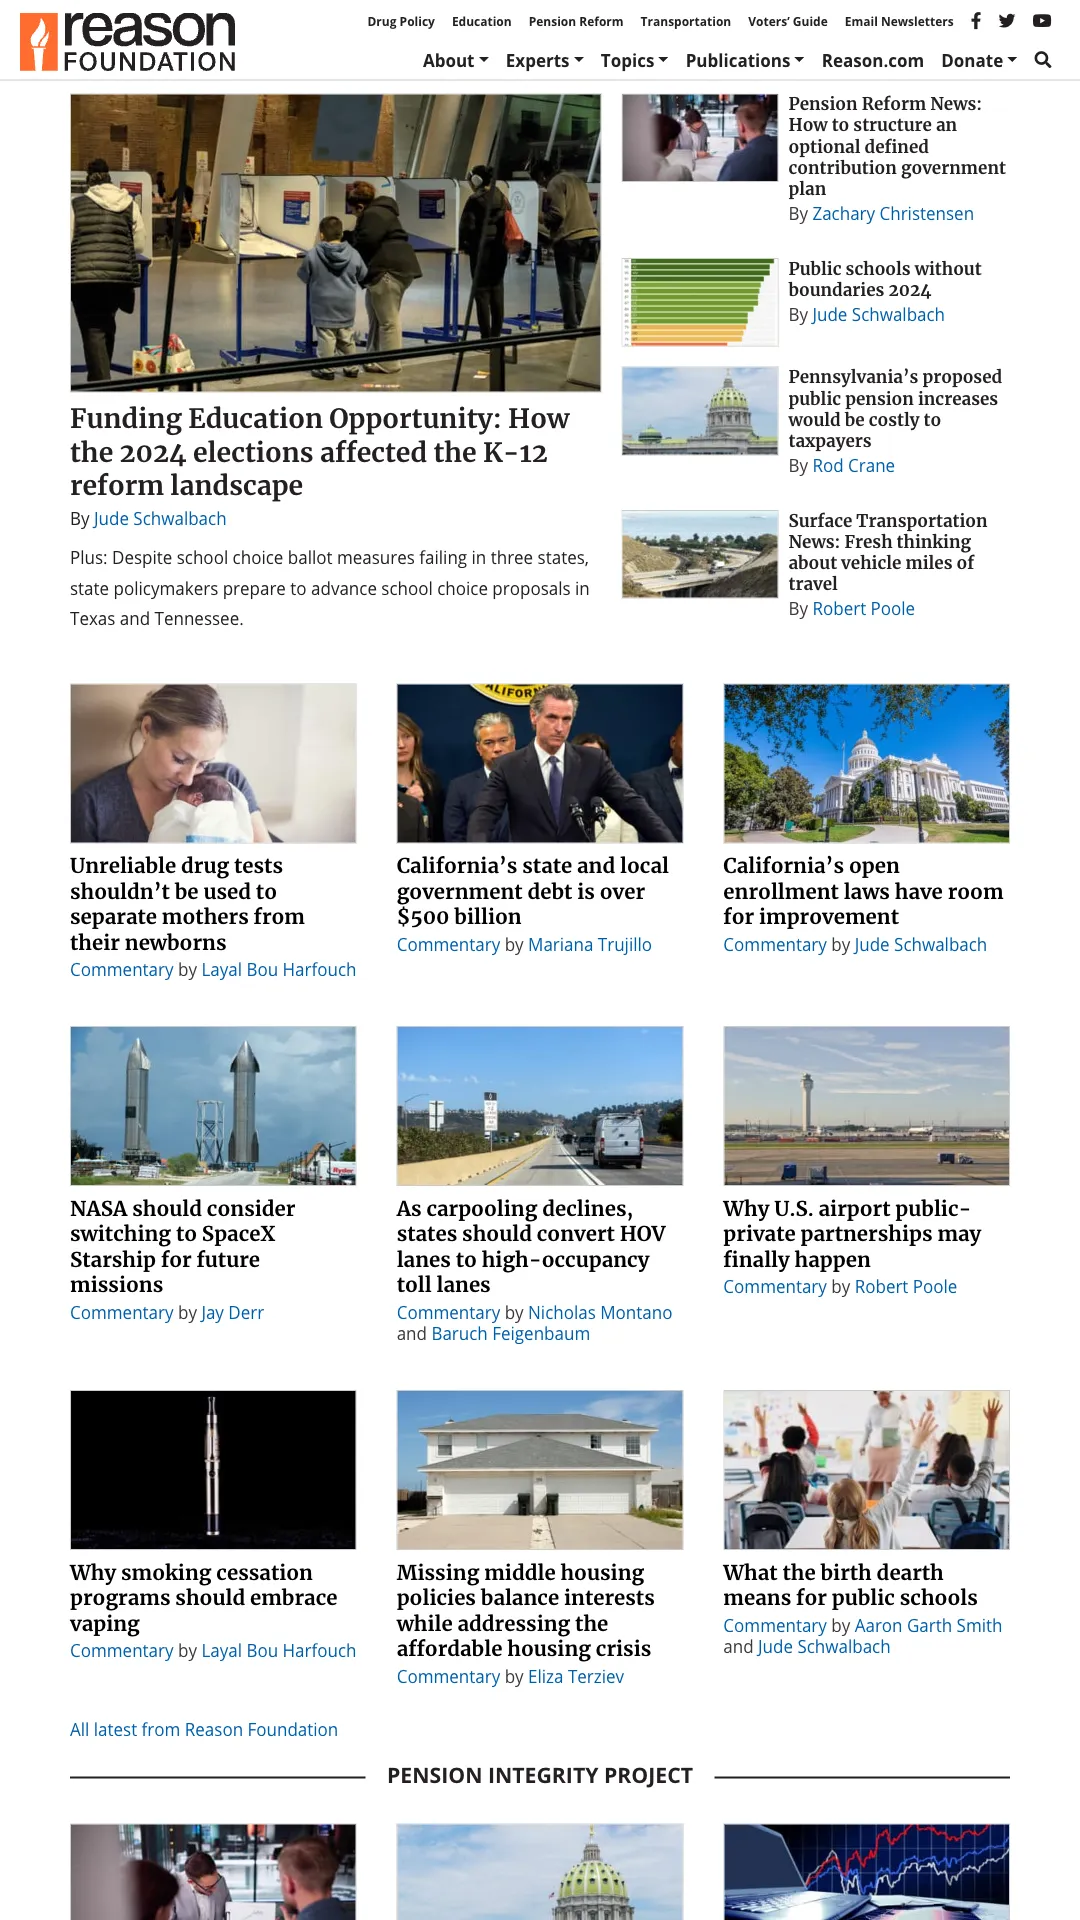 reason
FOUNDATION
Drug Policy Education Pension Reform Transportation Voters’ Guide Email Newsletters
About Experts Topics Publications Reason.com Donate
Funding Education Opportunity: How
the 2024 elections affected the K-12
reform landscape
By Jude Schwalbach
Plus: Despite school choice ballot measures failing in three states,
state policymakers prepare to advance school choice proposals in
Texas and Tennessee.
Pension Reform News:
How to structure an
optional defined
contribution government
plan
By Zachary Christensen
Public schools without
boundaries 2024
By Jude Schwalbach
Pennsylvania’s proposed
public pension increases
would be costly to
taxpayers
By Rod Crane
Surface Transportation
News: Fresh thinking
about vehicle miles of
travel
By Robert Poole
Unreliable drug tests
shouldn’t be used to
separate mothers from
their newborns
Commentary by Layal Bou Harfouch
ALIFORN
California’s state and local
government debt is over
$500 billion
Commentary by Mariana Trujillo
California’s open
enrollment laws have room
for improvement
Commentary by Jude Schwalbach
Ryder
NASA should consider
switching to SpaceX
Starship for future
missions
Commentary by Jay Derr
As carpooling declines,
states should convert HOV
lanes to high-occupancy
toll lanes
Commentary by Nicholas Montano
and Baruch Feigenbaum
Why U.S. airport public-
private partnerships may
finally happen
Commentary by Robert Poole
Why smoking cessation
programs should embrace
vaping
Commentary by Layal Bou Harfouch
Missing middle housing
policies balance interests
while addressing the
affordable housing crisis
Commentary by Eliza Terziev
What the birth dearth
means for public schools
Commentary by Aaron Garth Smith
and Jude Schwalbach
All latest from Reason Foundation
PENSION INTEGRITY PROJECT